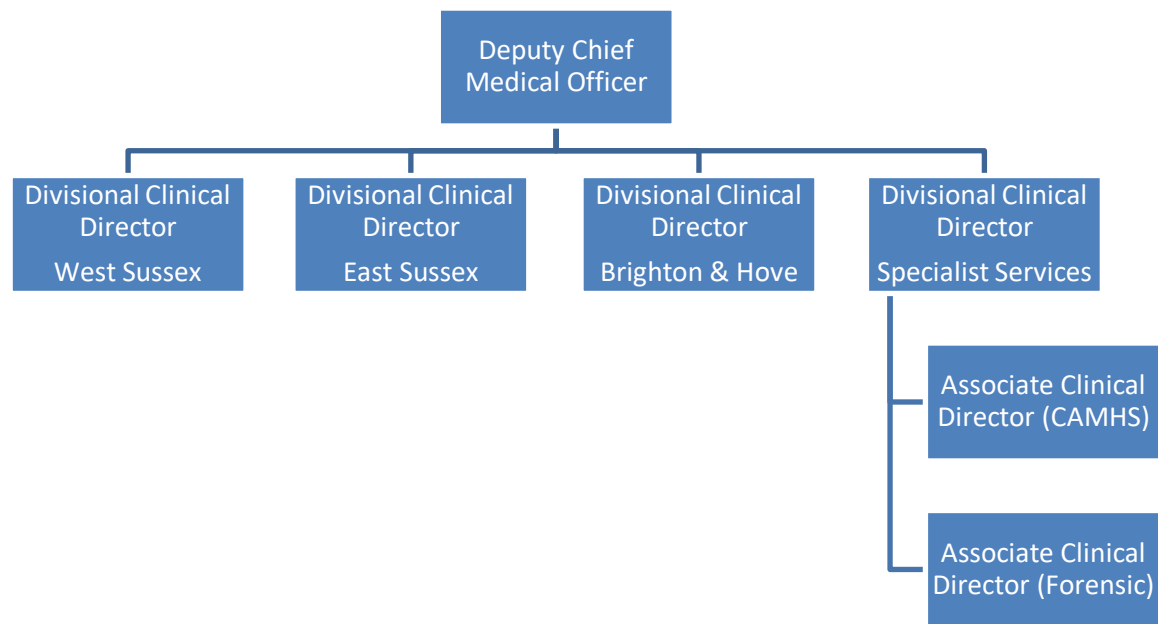 Deputy Chief
Medical Officer
Divisional Clinical
Director
West Sussex
Divisional Clinical
Director
East Sussex
Divisional Clinical
Director
Brighton & Hove
Divisional Clinical
Director
Specialist Services
Associate Clinical
Director (CAMHS)
Associate Clinical
Director (Forensic)